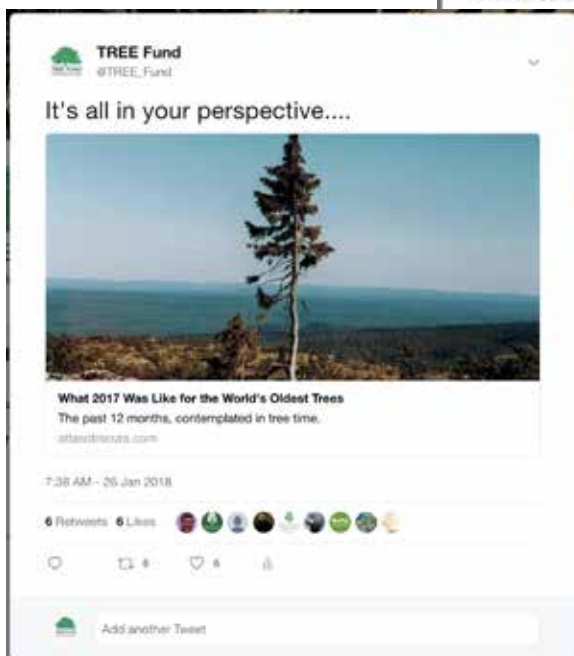 TREE Fund
@TREE_Fund
It's all in your perspective....
What 2017 Was Like for the World's Oldest Trees
The past 12 months, contemplated in tree time.
atlasobscura.com
7:38 AM - 26 Jan 2018
6 Retweets 6 Likes
6 6
Add another Tweet